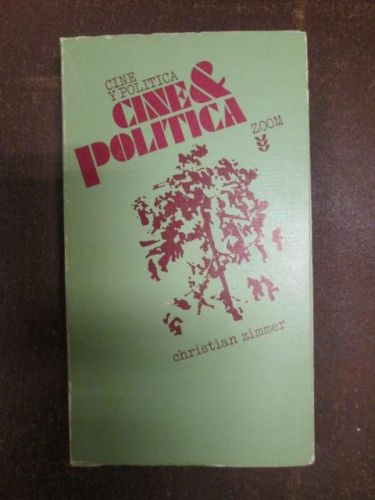 CINE
Y POLITICA
CINE&
POLITICA
ZOOM
christian zimmer